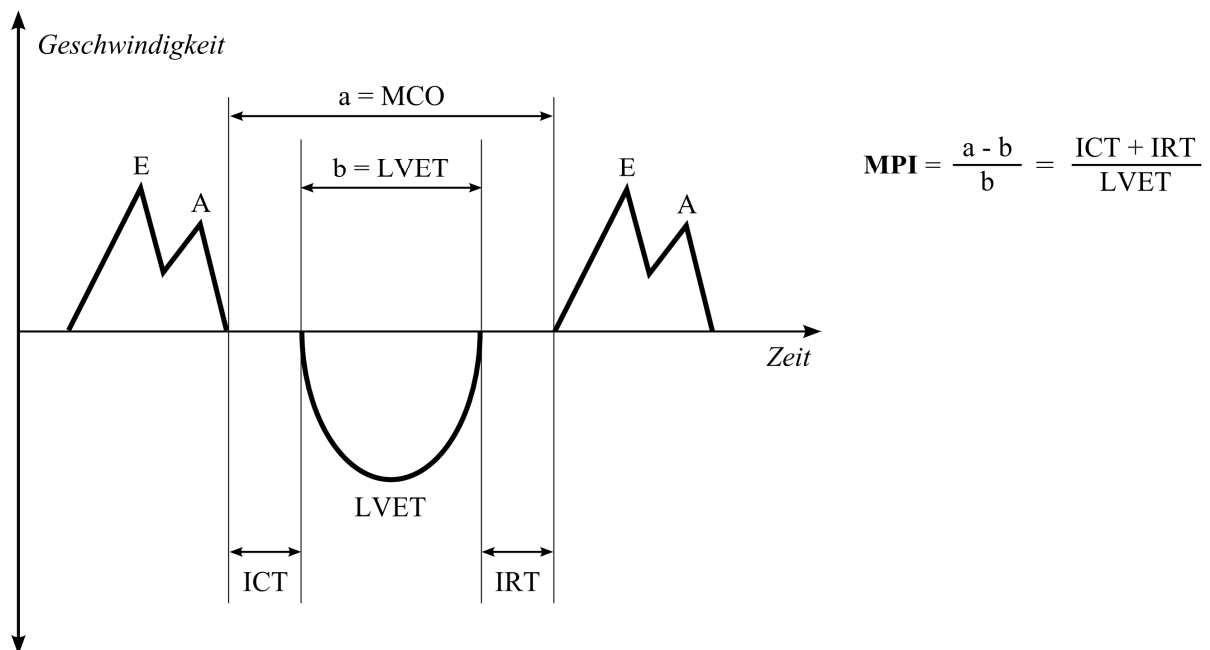 Geschwindigkeit
a = MCO
b = LVET
E
A
E
A
MPI = a - b / b = ICT + IRT / LVET
Zeit
LVET
ICT
IRT